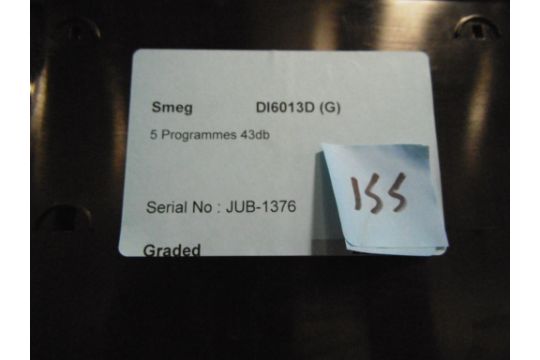 Smeg DI6013D (G)
5 Programmes 43db
155
Serial No : JUB-1376
Graded